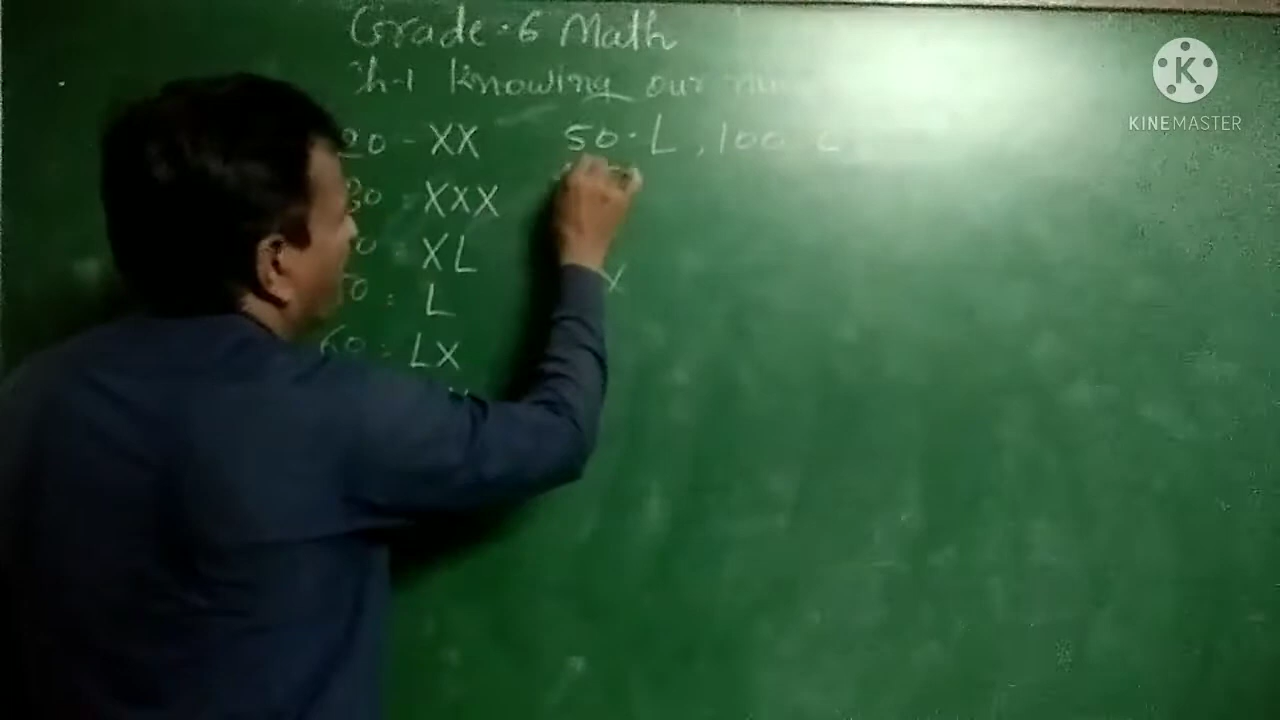 Grade.6 Math
Ch-1 Knowing our
20 - XX 50 . L , 100
30 = XXX
XL
X
L
60 = LX
K
KINEMASTER